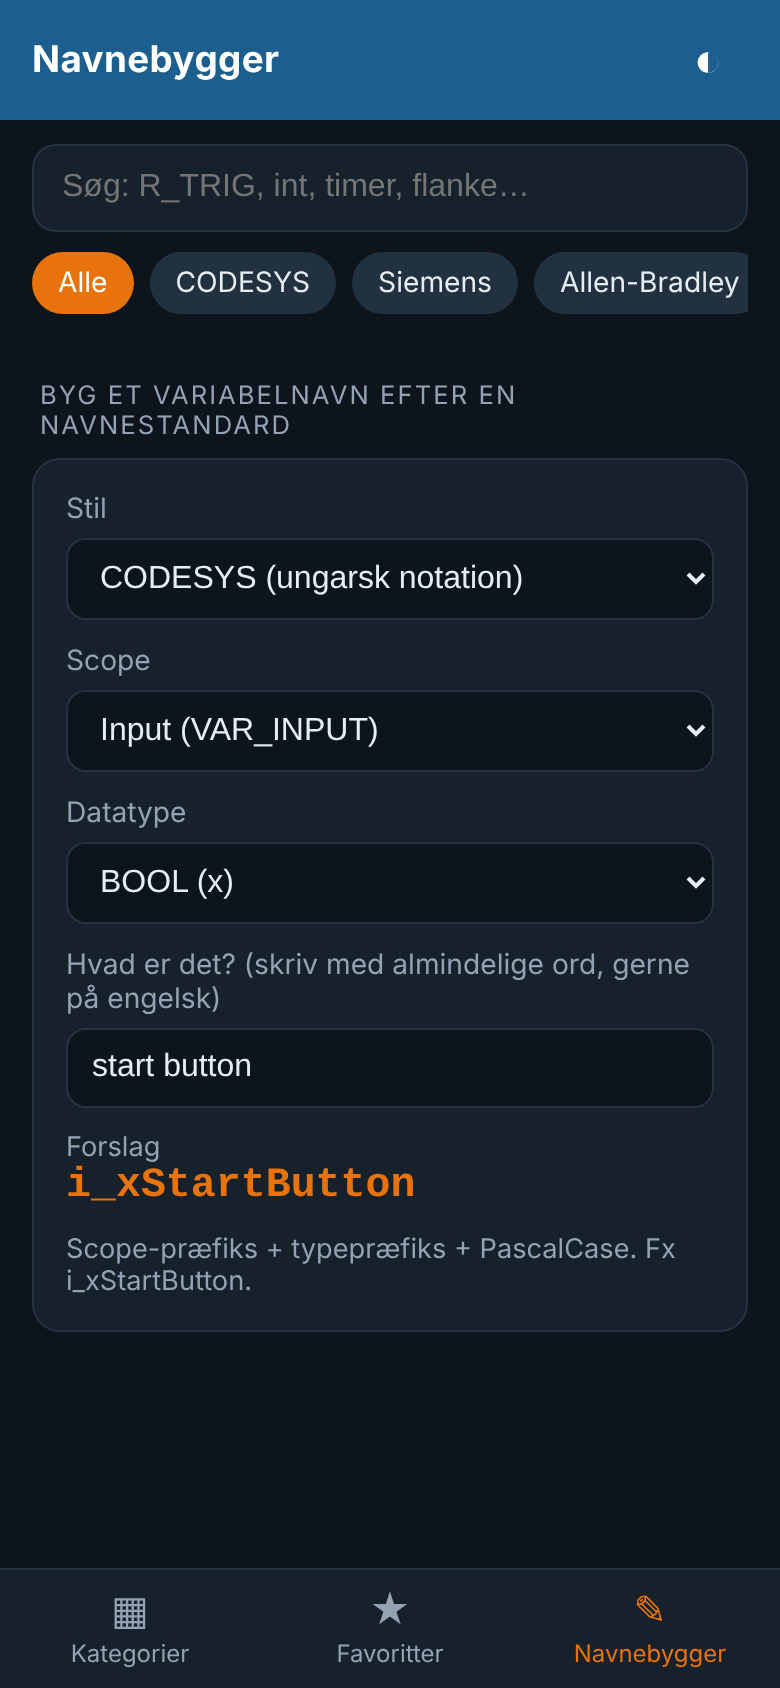 Navnebygger
Søg: R_TRIG, int, timer, flanke…
Alle
CODESYS
Siemens
Allen-Bradley
BYG ET VARIABELNAVN EFTER EN
NAVNESTANDARD
Stil
CODESYS (ungarsk notation)
Scope
Input (VAR_INPUT)
Datatype
BOOL (x)
Hvad er det? (skriv med almindelige ord, gerne
på engelsk)
start button
Forslag
i_xStartButton
Scope-præfiks + typepræfiks + PascalCase. Fx
i_xStartButton.
Kategorier
Favoritter
Navnebygger